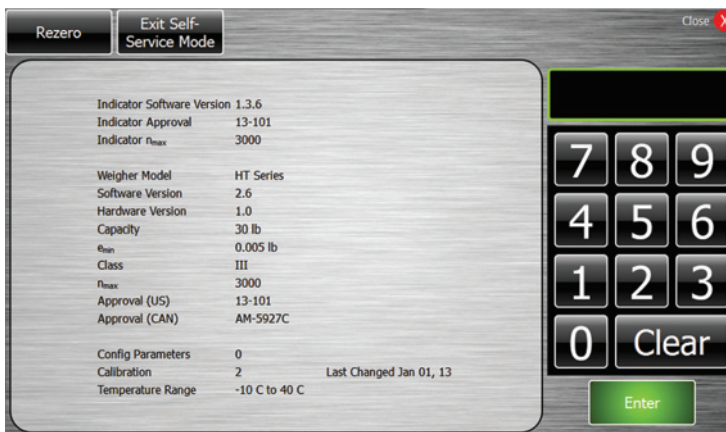 Rezero
Exit Self-
Service Mode
Close X
Indicator Software Version 1.3.6
Indicator Approval 13-101
Indicator nmax 3000
Weigher Model HT Series
Software Version 2.6
Hardware Version 1.0
Capacity 30 lb
emin 0.005 lb
Class III
nmax 3000
Approval (US) 13-101
Approval (CAN) AM-5927C
Config Parameters 0
Calibration 2 Last Changed Jan 01, 13
Temperature Range -10 C to 40 C
7 8 9
4 5 6
1 2 3
0 Clear
Enter